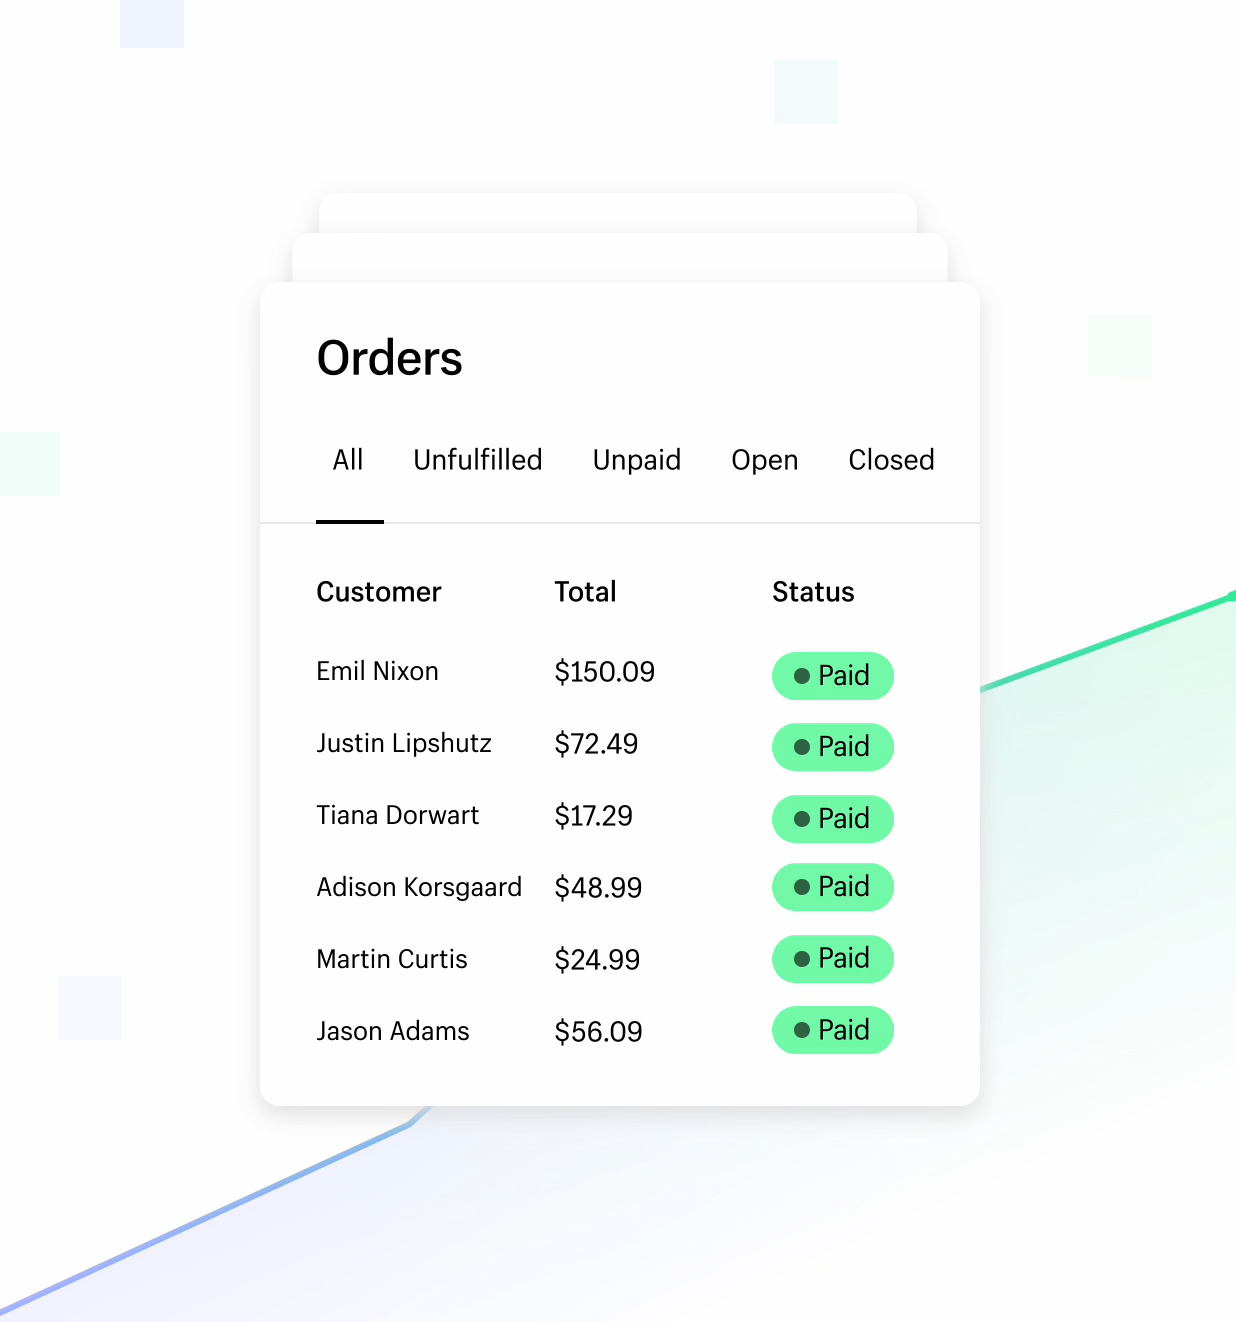 Orders
All Unfulfilled Unpaid Open Closed
Customer Total Status
Emil Nixon $150.09 Paid
Justin Lipshutz $72.49 Paid
Tiana Dorwart $17.29 Paid
Adison Korsgaard $48.99 Paid
Martin Curtis $24.99 Paid
Jason Adams $56.09 Paid